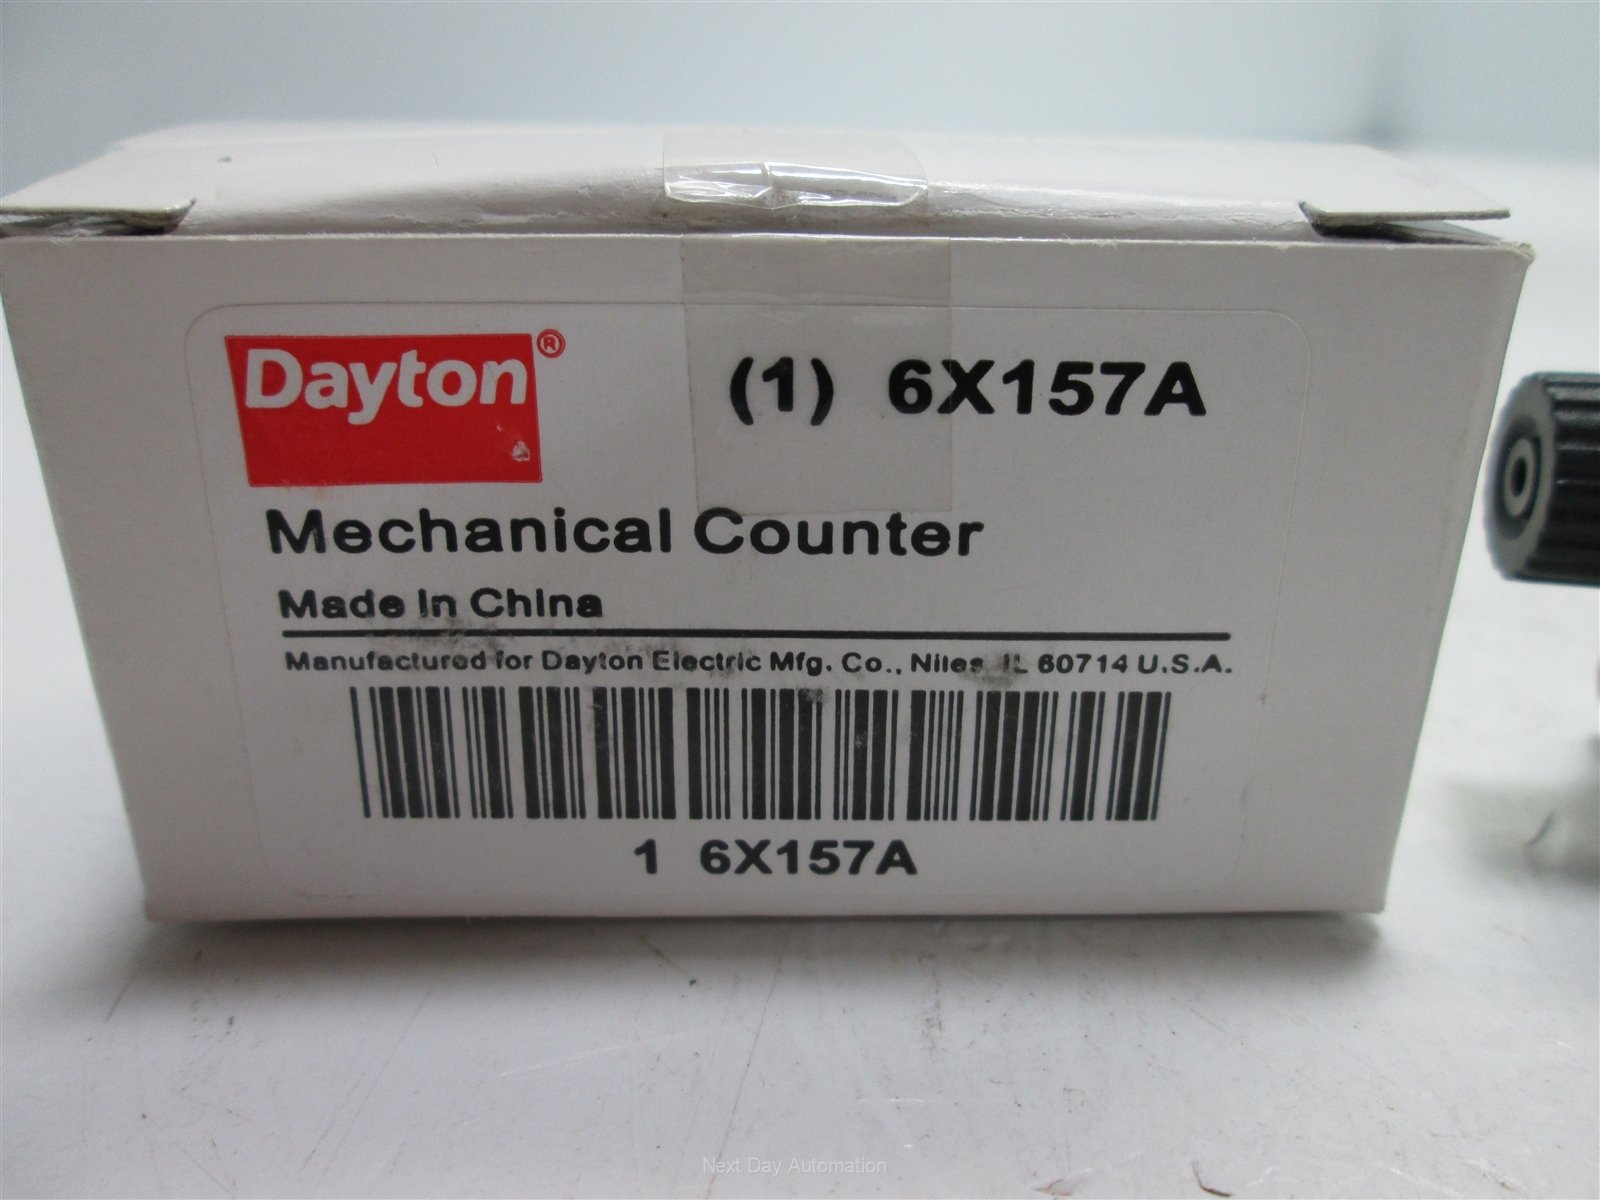 Dayton®
(1) 6X157A
Mechanical Counter
Made In China
Manufactured for Dayton Electric Mfg. Co., Niles IL 60714 U.S.A.
1 6X157A
Next Day Automation